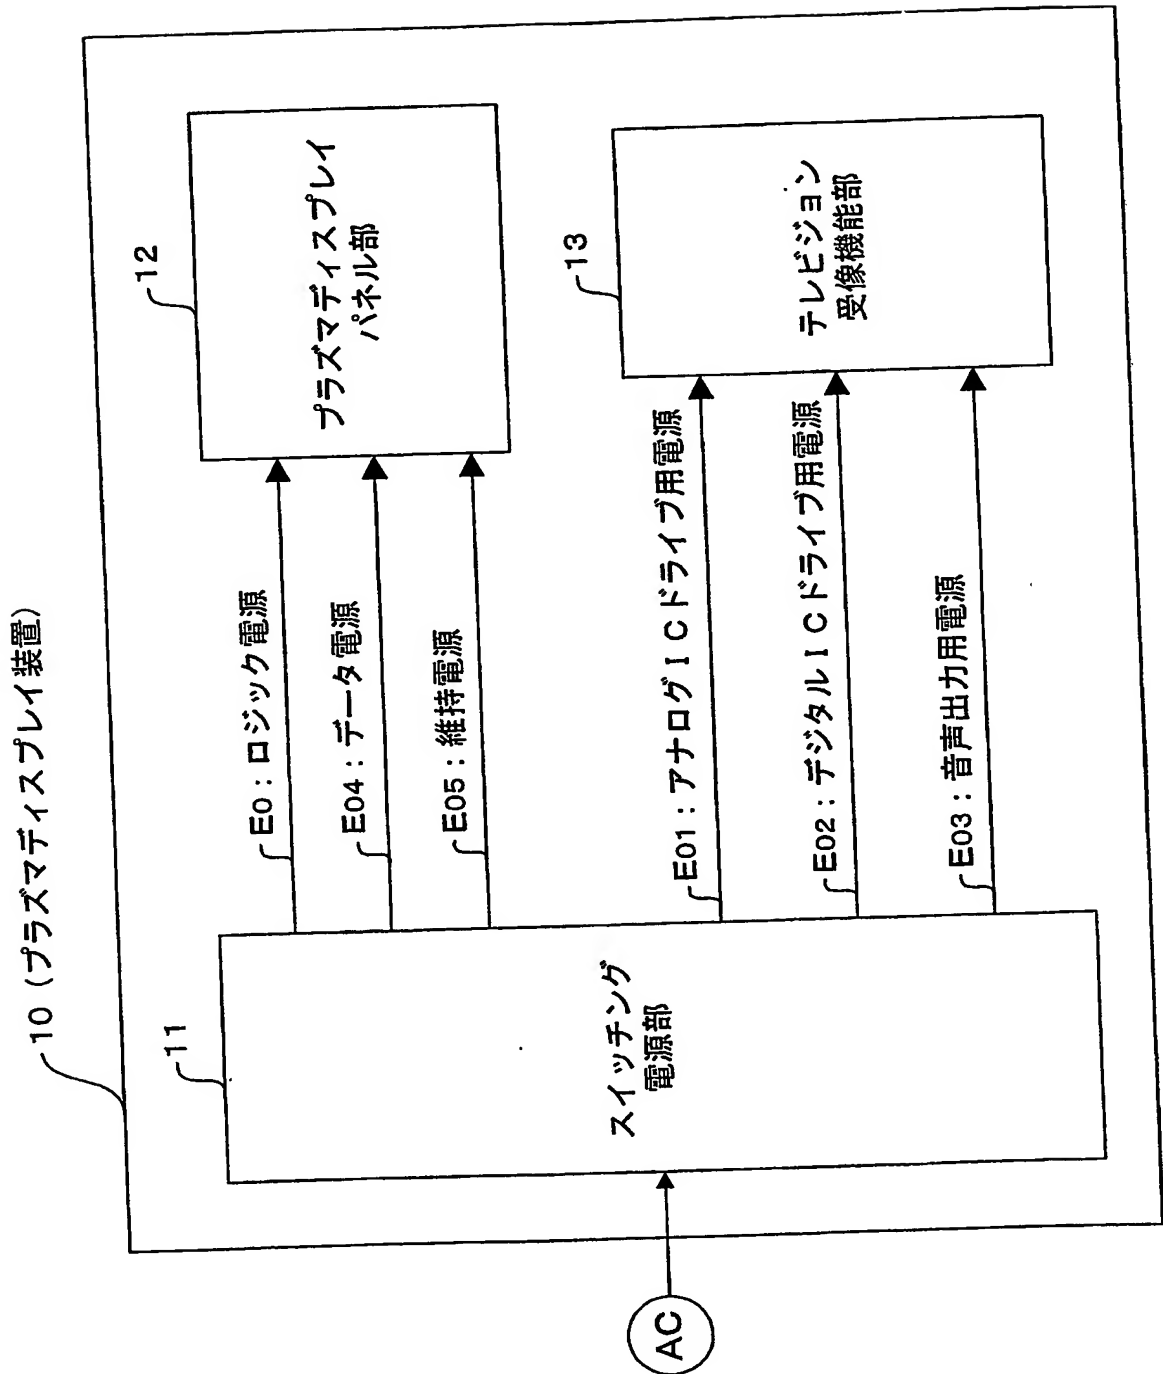 10（プラズマディスプレイ装置）
11
スイッチング
電源部
AC
E0：ロジック電源
E04：データ電源
E05：維持電源
12
プラズマディスプレイ
パネル部
E01：アナログＩＣドライブ用電源
E02：デジタルＩＣドライブ用電源
E03：音声出力用電源
13
テレビジョン
受像機能部